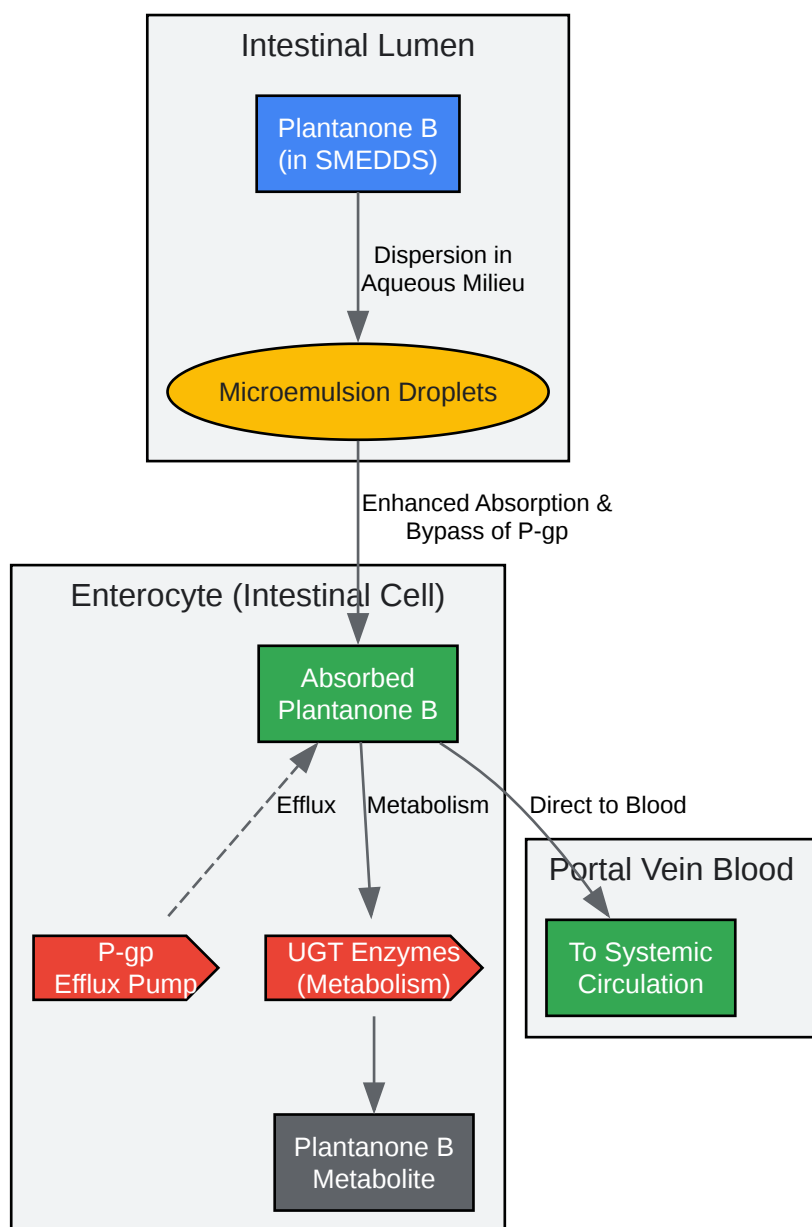 Intestinal Lumen
Plantanone B
(in SMEDDS)
Dispersion in
Aqueous Milieu
Microemulsion Droplets
Enhanced Absorption &
Bypass of P-gp
Enterocyte (Intestinal Cell)
Absorbed
Plantanone B
Efflux
Metabolism
Direct to Blood
Portal Vein Blood
P-gp
Efflux Pump
UGT Enzymes
(Metabolism)
To Systemic
Circulation
Plantanone B
Metabolite